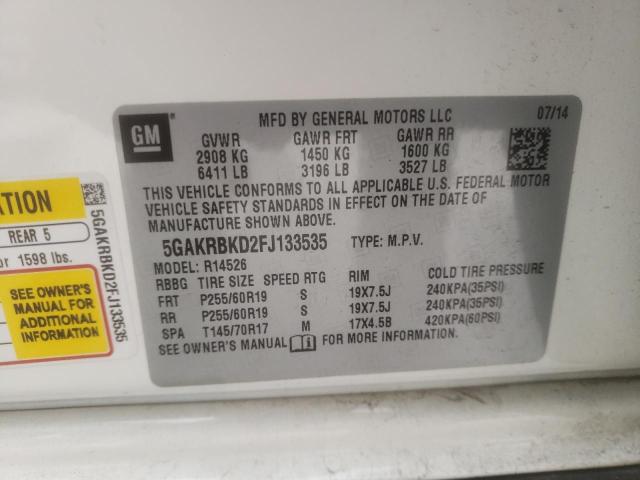 MFD BY GENERAL MOTORS LLC 07/14
GM
GVWR GAWR FRT GAWR RR
2908 KG 1450 KG 1600 KG
6411 LB 3196 LB 3527 LB
THIS VEHICLE CONFORMS TO ALL APPLICABLE U.S. FEDERAL MOTOR
VEHICLE SAFETY STANDARDS IN EFFECT ON THE DATE OF
MANUFACTURE SHOWN ABOVE.
5GAKRBKD2FJ133535 TYPE: M.P.V.
MODEL: R14526
RBBG TIRE SIZE SPEED RTG RIM COLD TIRE PRESSURE
FRT P255/60R19 S 19X7.5J 240KPA(35PSI)
RR P255/60R19 S 19X7.5J 240KPA(35PSI)
SPA T145/70R17 M 17X4.5B 420KPA(60PSI)
SEE OWNER'S MANUAL FOR MORE INFORMATION.
REAR 5
1598 lbs.
SEE OWNER'S
MANUAL FOR
ADDITIONAL
INFORMATION
5GAKRBKD2FJ133535